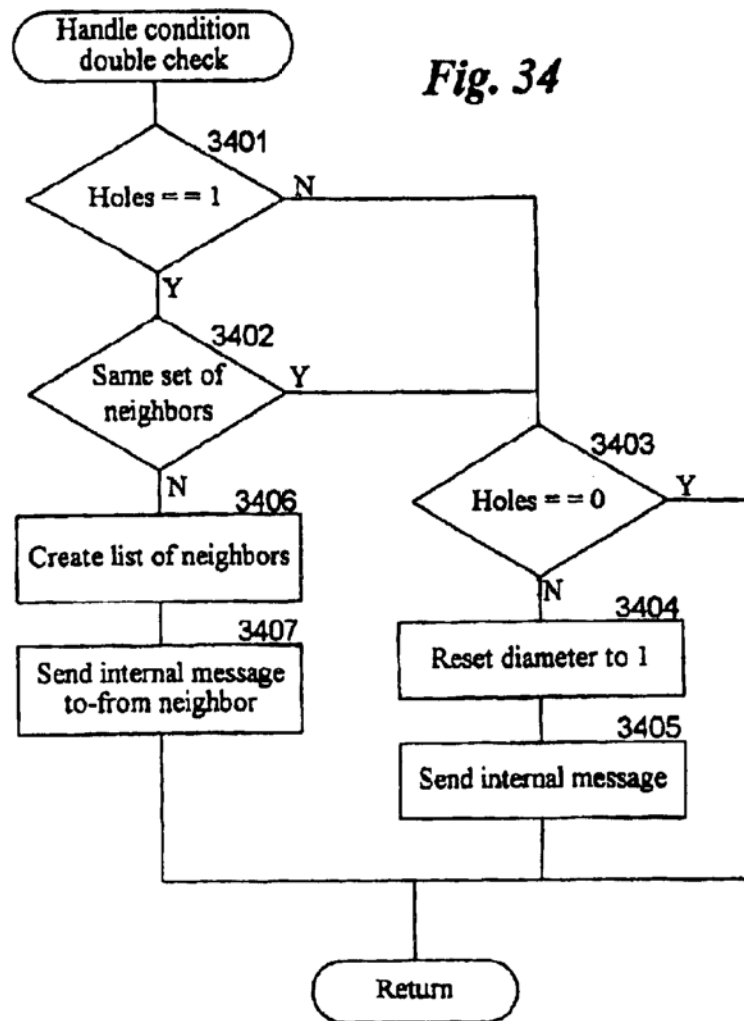 Handle condition
double check
Fig. 34
3401
Holes = = 1
N
Y
3402
Same set of
neighbors
Y
N
3403
Holes = = 0
Y
N
3406
Create list of neighbors
3404
Reset diameter to 1
3407
Send internal message
to-from neighbor
3405
Send internal message
Return